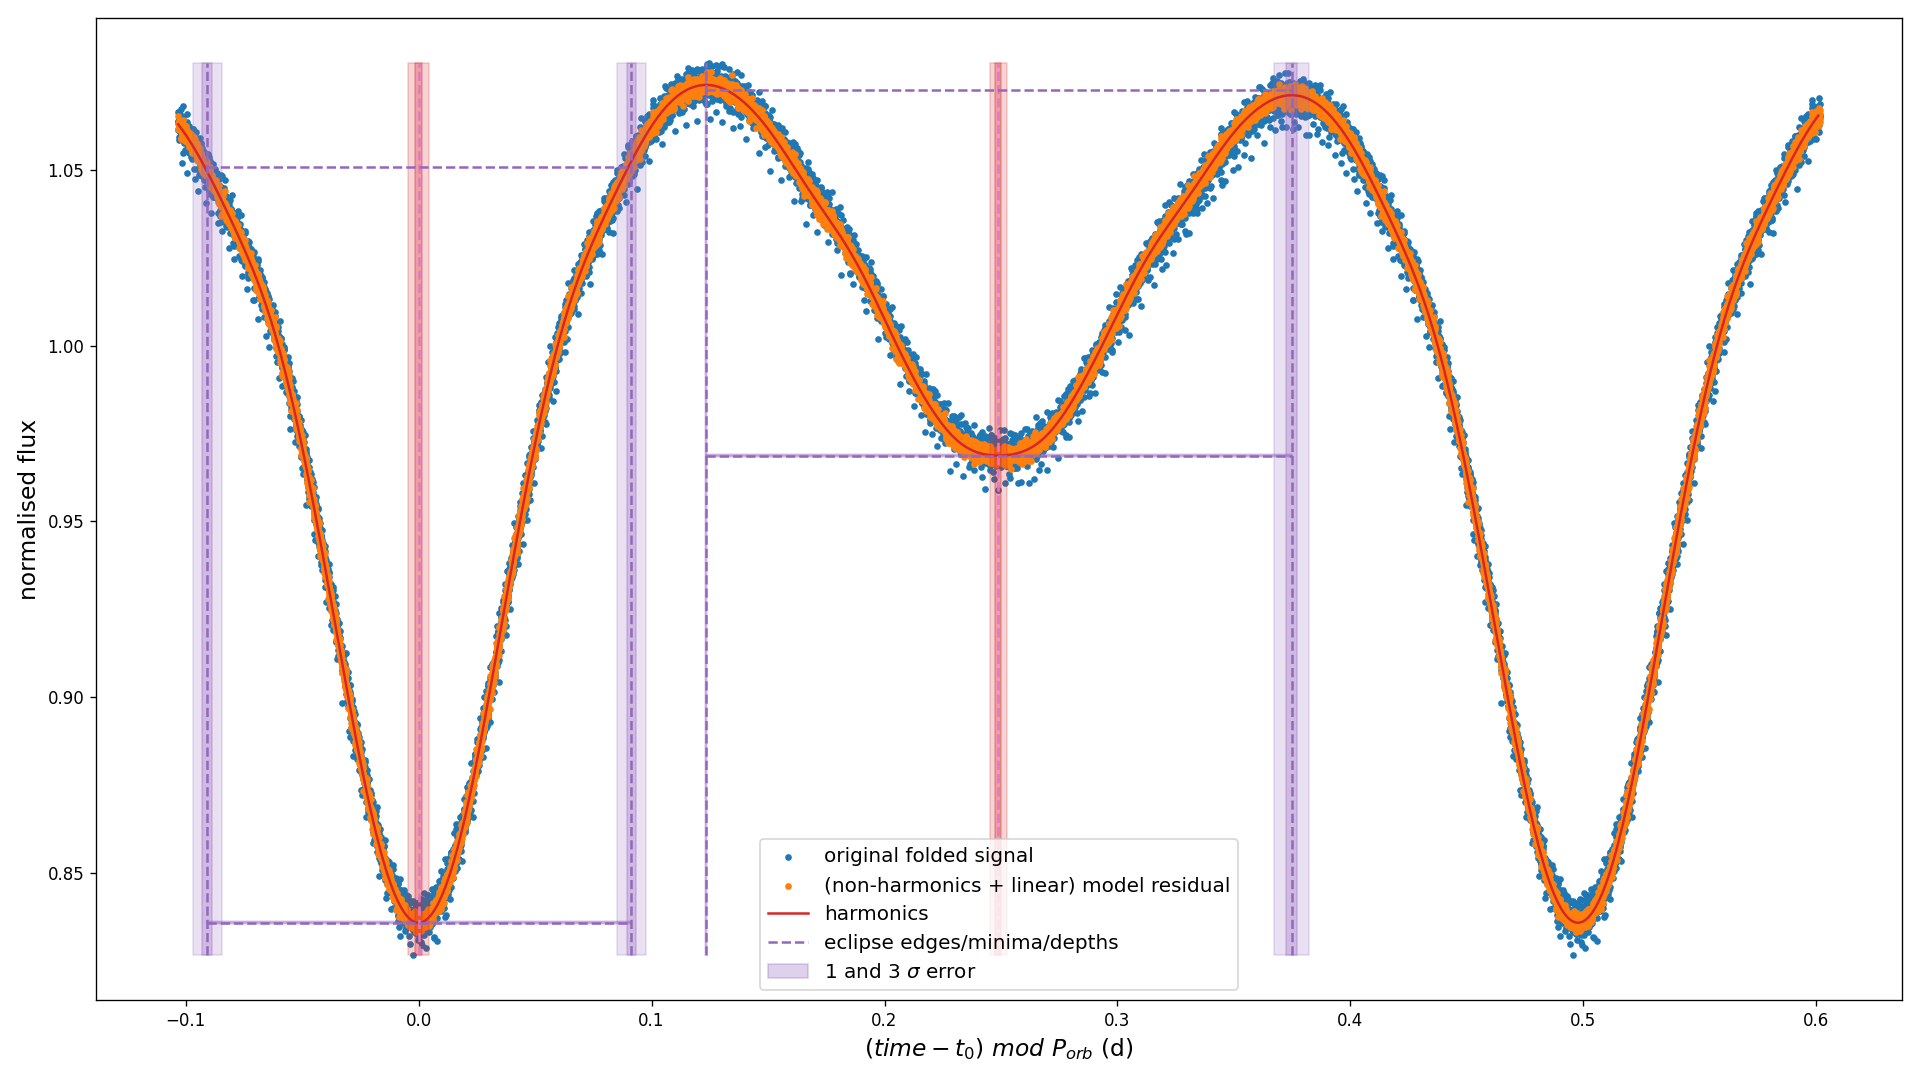 normalised flux
1.05
1.00
0.95
0.90
0.85
original folded signal
(non-harmonics + linear) model residual
harmonics
eclipse edges/minima/depths
1 and 3 σ error
−0.1
0.0
0.1
0.2
0.3
0.4
0.5
0.6
(time − t₀) mod Pₒᵣb (d)